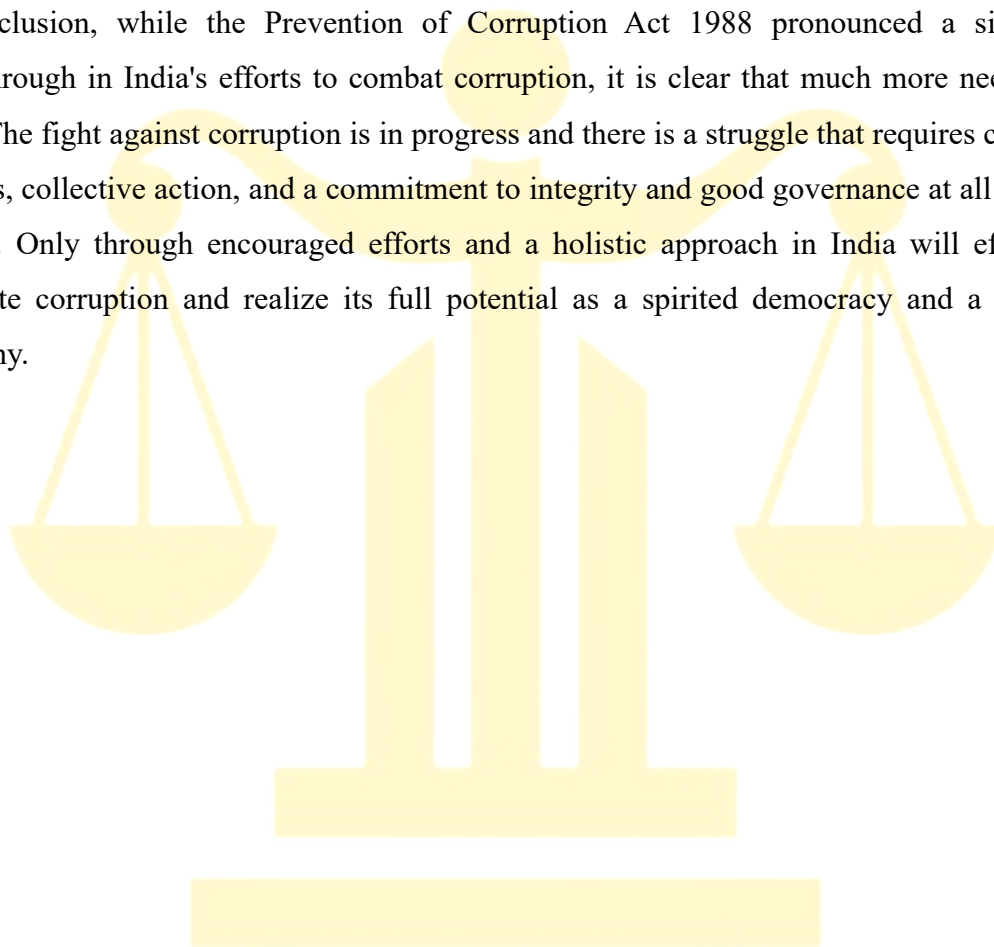 clusion, while the Prevention of Corruption Act 1988 pronounced a si
rough in India's efforts to combat corruption, it is clear that much more nee
The fight against corruption is in progress and there is a struggle that requires c
s, collective action, and a commitment to integrity and good governance at all
. Only through encouraged efforts and a holistic approach in India will ef
te corruption and realize its full potential as a spirited democracy and a
ny.